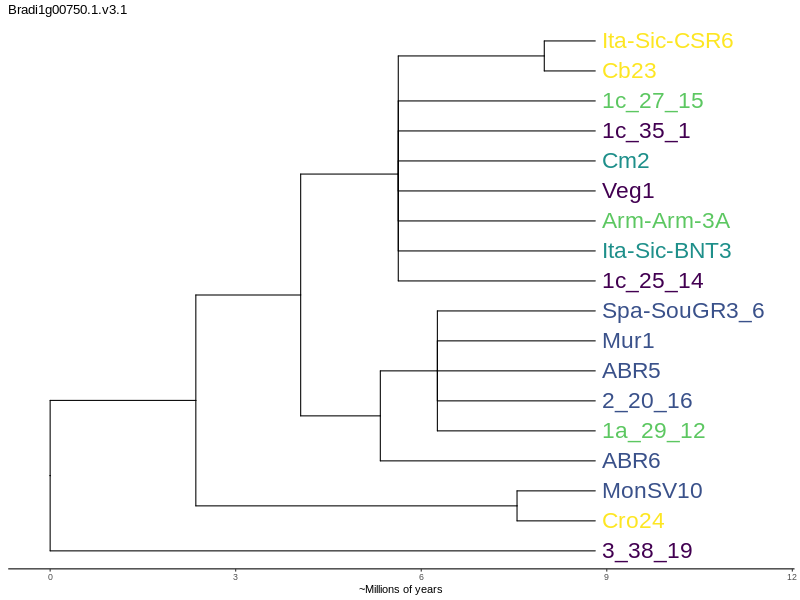 Bradi1g00750.1.v3.1
Ita-Sic-CSR6
Cb23
1c_27_15
1c_35_1
Cm2
Veg1
Arm-Arm-3A
Ita-Sic-BNT3
1c_25_14
Spa-SouGR3_6
Mur1
ABR5
2_20_16
1a_29_12
ABR6
MonSV10
Cro24
3_38_19
0 3 6 9 12
~Millions of years